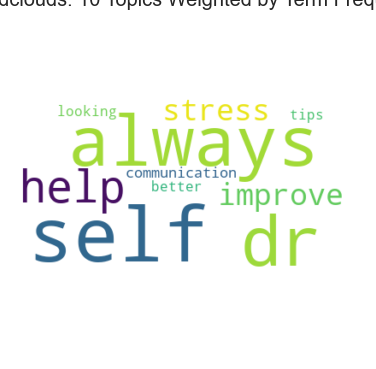 dclouds: 10 Topics Weighted by Term Freq
looking stress tips
always
help communication
better improve
self dr